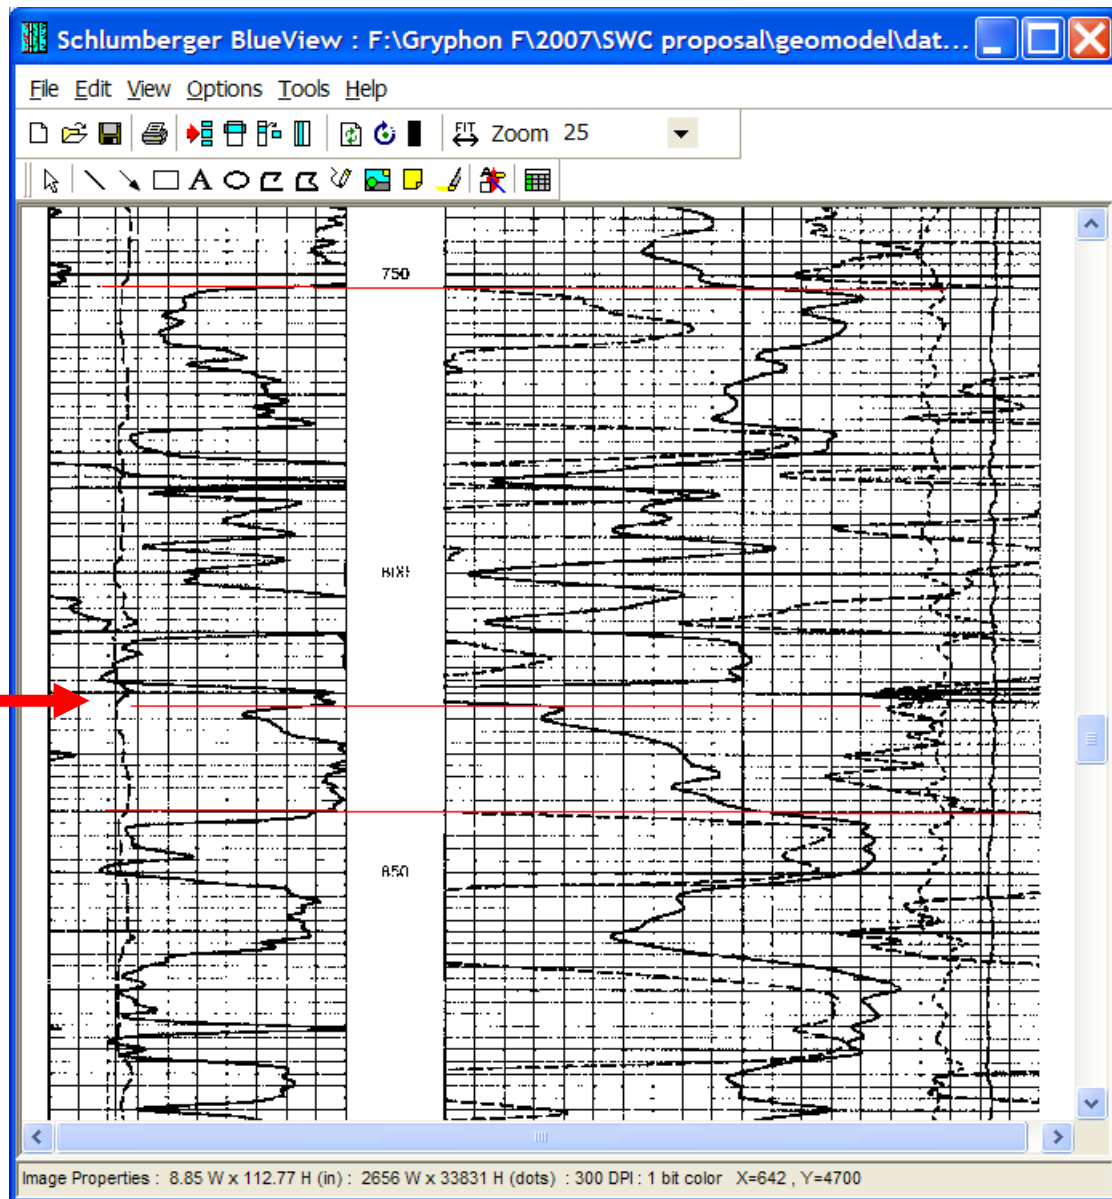 Schlumberger BlueView : F:\Gryphon F\2007\SWC proposal\geomodel\dat...
File Edit View Options Tools Help
FIT Zoom 25
A
750
850
Image Properties : 8.85 W x 112.77 H (in) : 2656 W x 33831 H (dots) : 300 DPI : 1 bit color X=642 , Y=4700